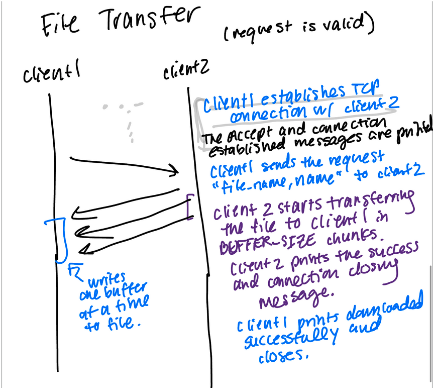 File Transfer
(request is valid)
client1
client2
client1 establishes TCP
connection w/ client2
The Accept and connection
established messages are printed
client1 sends the request
"file_name, name" to client2
client 2 starts transferring
the file to client1 in
BUFFER-SIZE chunks.
client2 prints the success
and connection closing
message.
client1 prints downloaded
successfully and
closes.
writes
one buffer
at a time
to file.